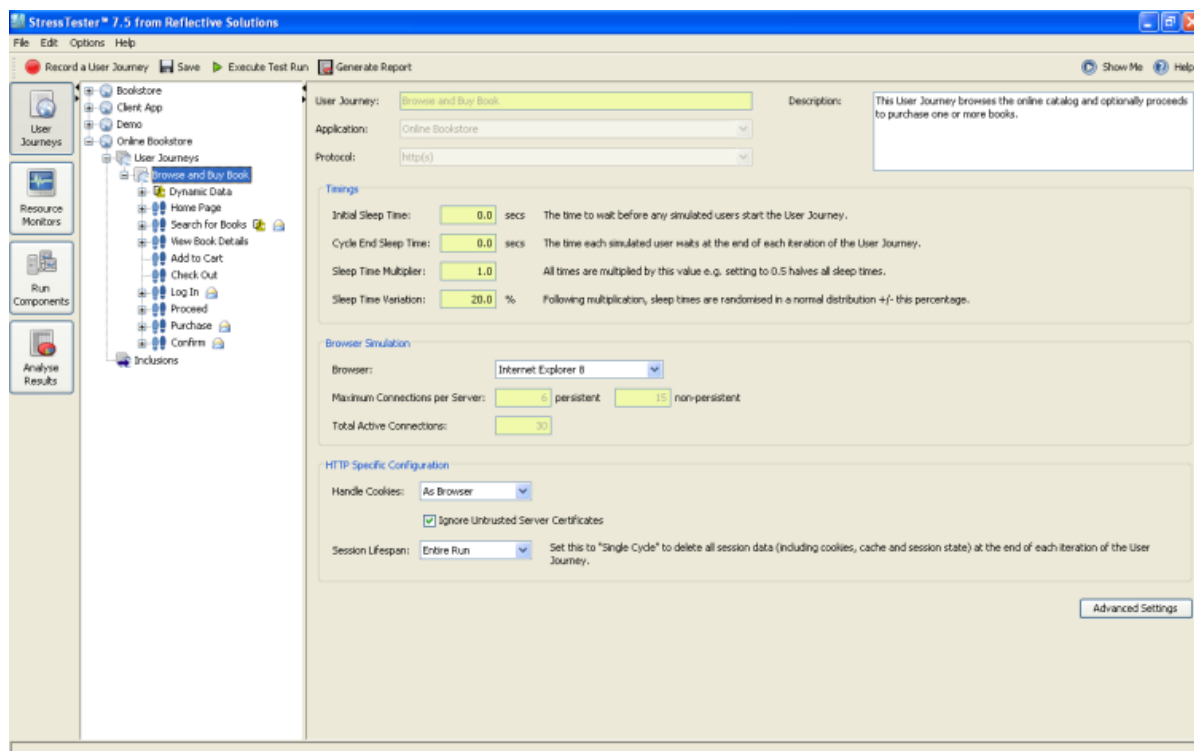 StressTester™ 7.5 from Reflective Solutions
File Edit Options Help
Record a User Journey Save Execute Test Run Generate Report Show Me Help
User Journeys
Resource Monitors
Run Components
Analyse Results
Bookstore
Client App
Demo
Online Bookstore
User Journeys
Browse and Buy Book
Dynamic Data
Home Page
Search for Books
View Book Details
Add to Cart
Check Out
Log In
Proceed
Purchase
Confirm
Inclusions
User Journey: Browse and Buy Book
Application: Online Bookstore
Protocol: http(s)
Description: This User Journey browses the online catalog and optionally proceeds
to purchase one or more books.
Timings
Initial Sleep Time: 0.0 secs The time to wait before any simulated users start the User Journey.
Cycle End Sleep Time: 0.0 secs The time each simulated user waits at the end of each iteration of the User Journey.
Sleep Time Multiplier: 1.0 All times are multiplied by this value e.g. setting to 0.5 halves all sleep times.
Sleep Time Variation: 20.0 % Following multiplication, sleep times are randomised in a normal distribution +/- this percentage.
Browser Simulation
Browser: Internet Explorer 8
Maximum Connections per Server: 6 persistent 15 non-persistent
Total Active Connections: 30
HTTP Specific Configuration
Handle Cookies: As Browser
Ignore Untrusted Server Certificates
Session Lifespan: Entire Run Set this to "Single Cycle" to delete all session data (including cookies, cache and session state) at the end of each iteration of the User
Journey.
Advanced Settings